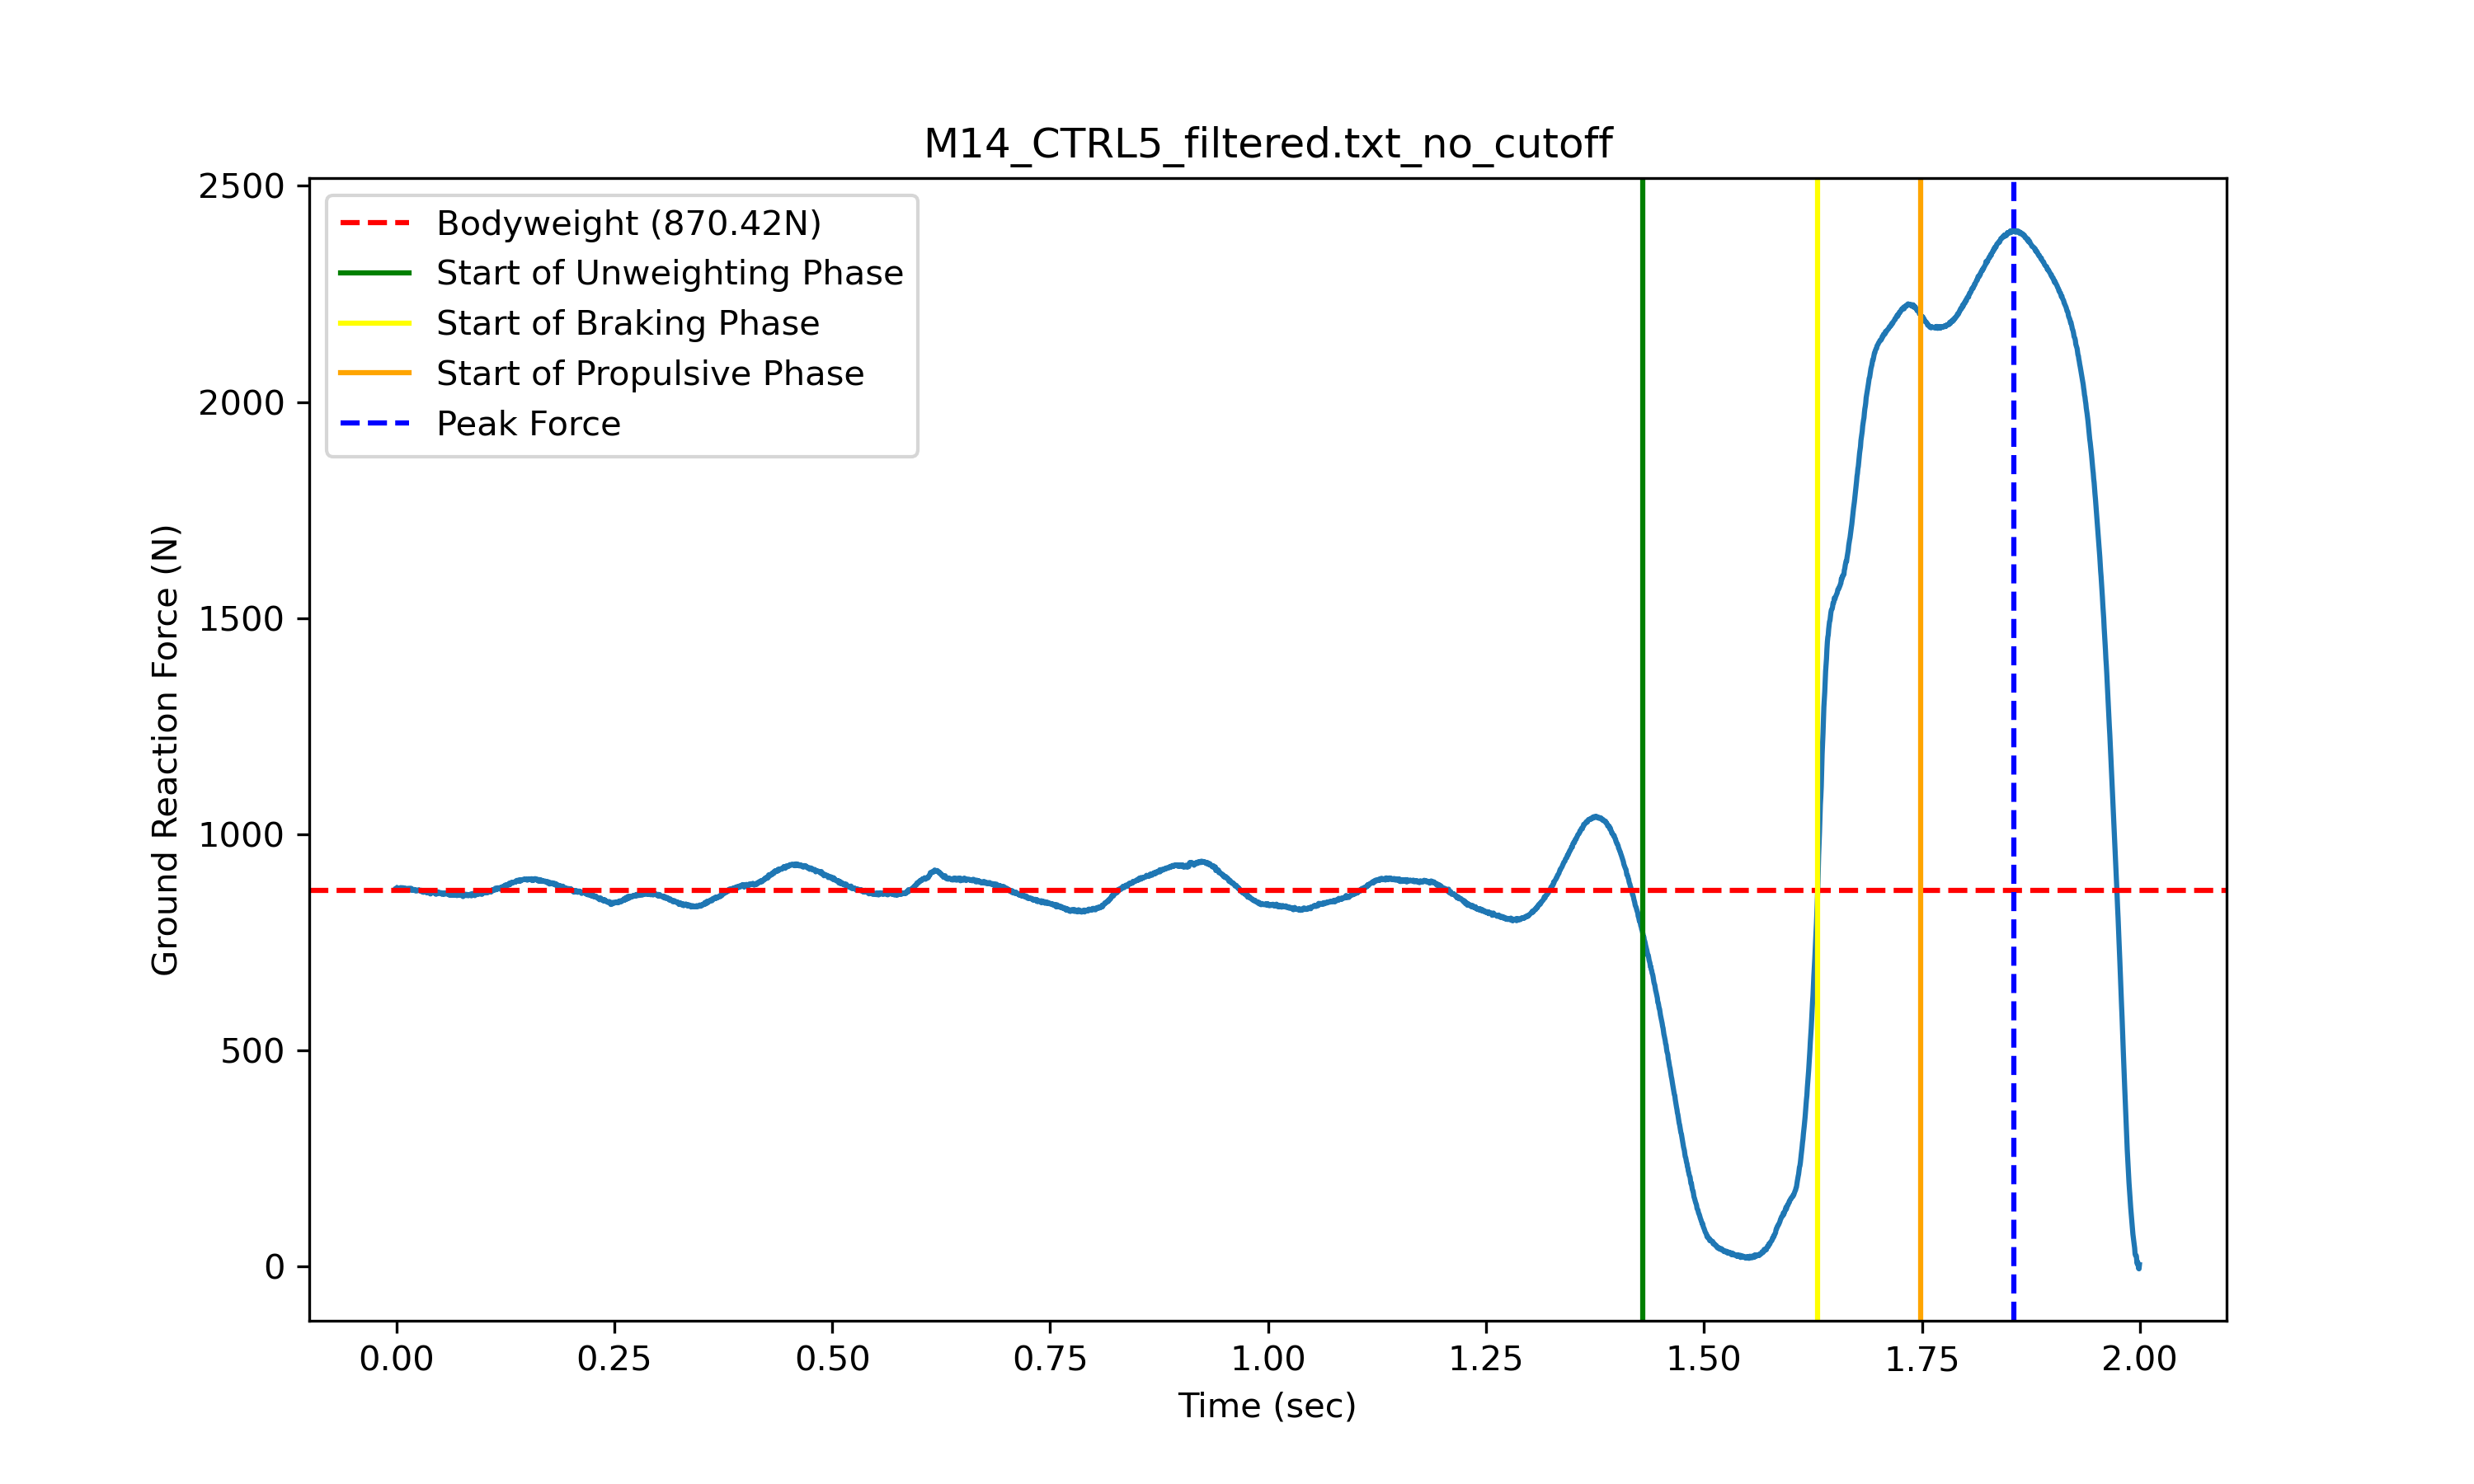 M14_CTRL5_filtered.txt_no_cutoff
2500
2000
1500
1000
500
0
Ground Reaction Force (N)
Bodyweight (870.42N)
Start of Unweighting Phase
Start of Braking Phase
Start of Propulsive Phase
Peak Force
0.00 0.25 0.50 0.75 1.00 1.25 1.50 1.75 2.00
Time (sec)